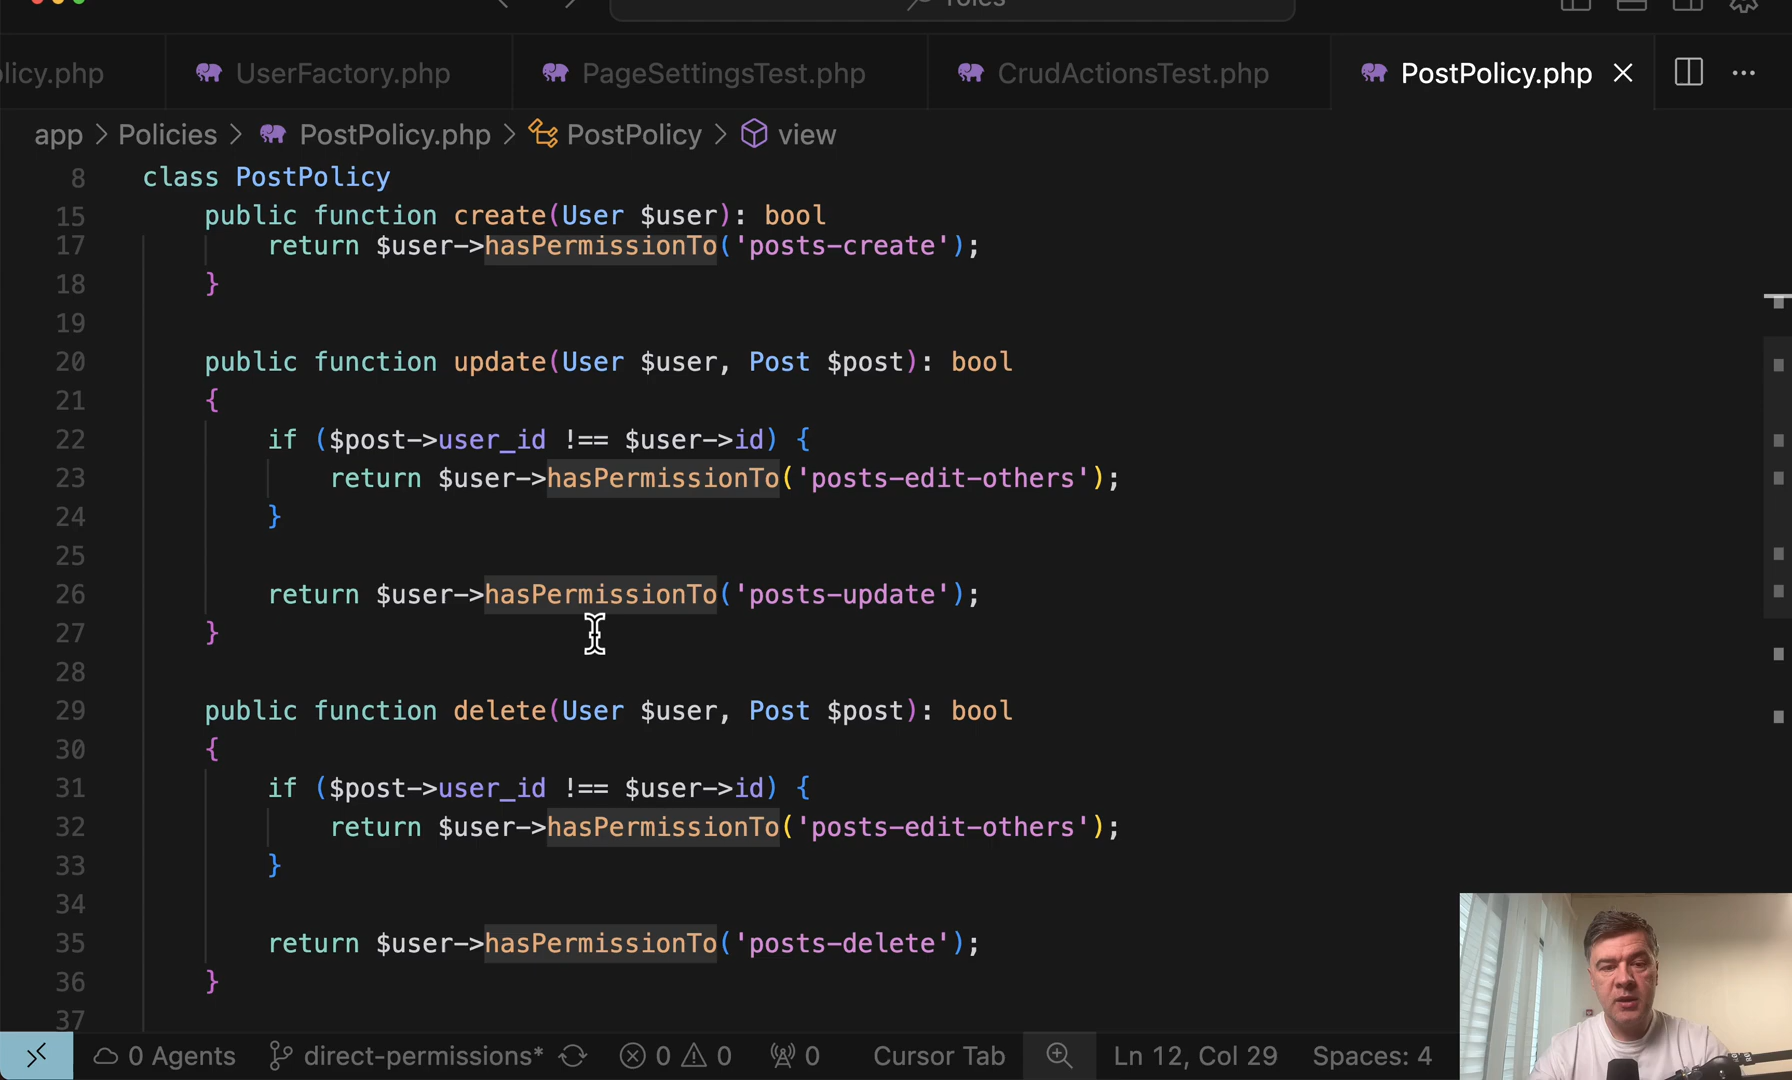 roles
licy.php UserFactory.php PageSettingsTest.php CrudActionsTest.php PostPolicy.php
app > Policies > PostPolicy.php > PostPolicy > view
8 class PostPolicy
15 public function create(User $user): bool
17 return $user->hasPermissionTo('posts-create');
18 }
19
20 public function update(User $user, Post $post): bool
21 {
22 if ($post->user_id !== $user->id) {
23 return $user->hasPermissionTo('posts-edit-others');
24 }
25
26 return $user->hasPermissionTo('posts-update');
27 }
28
29 public function delete(User $user, Post $post): bool
30 {
31 if ($post->user_id !== $user->id) {
32 return $user->hasPermissionTo('posts-edit-others');
33 }
34
35 return $user->hasPermissionTo('posts-delete');
36 }
37
0 Agents direct-permissions* 0 0 0 Cursor Tab Ln 12, Col 29 Spaces: 4